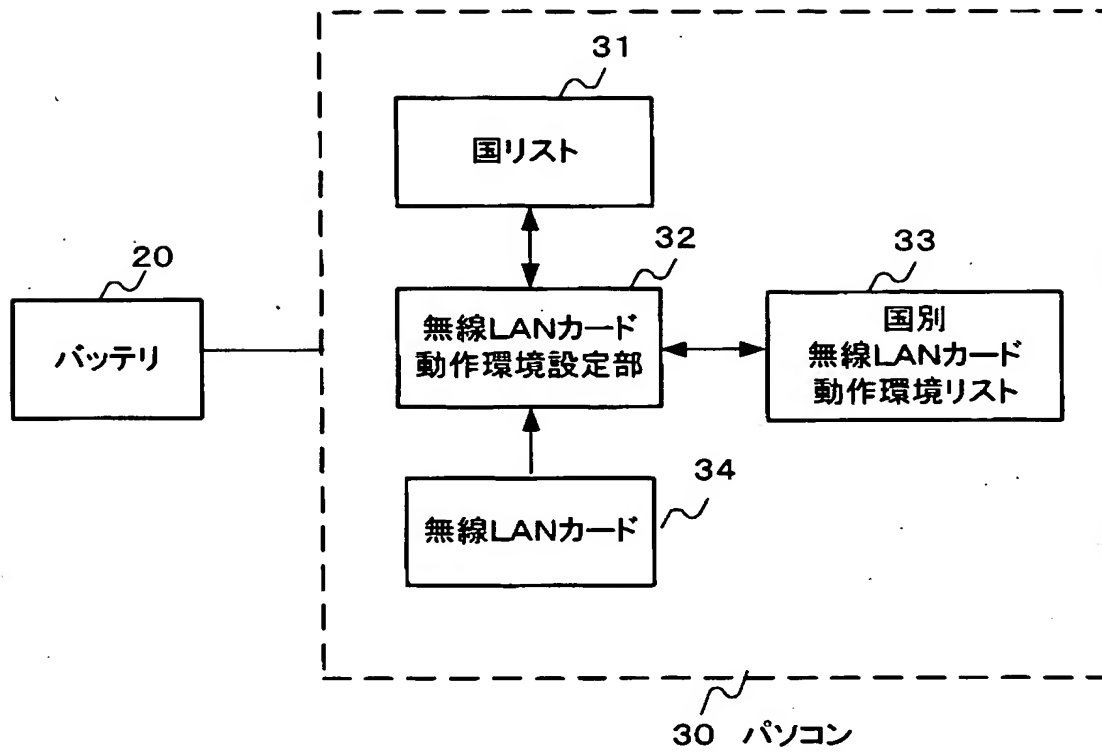 31
国リスト
20
バッテリ
32
無線LANカード
動作環境設定部
33
国別
無線LANカード
動作環境リスト
34
無線LANカード
30 パソコン